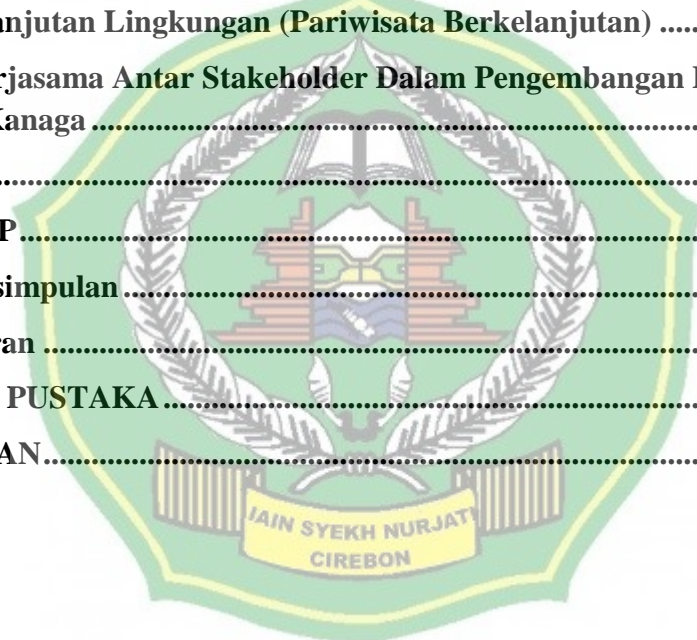 anjutan Lingkungan (Pariwisata Berkelanjutan) .....
rjasama Antar Stakeholder Dalam Pengembangan
Kanaga ................................................................
................................................................
P................................................................
simpulan................................................................
ran ................................................................
PUSTAKA ................................................................
AN................................................................
IAIN SYEKH NURJATI
CIREBON